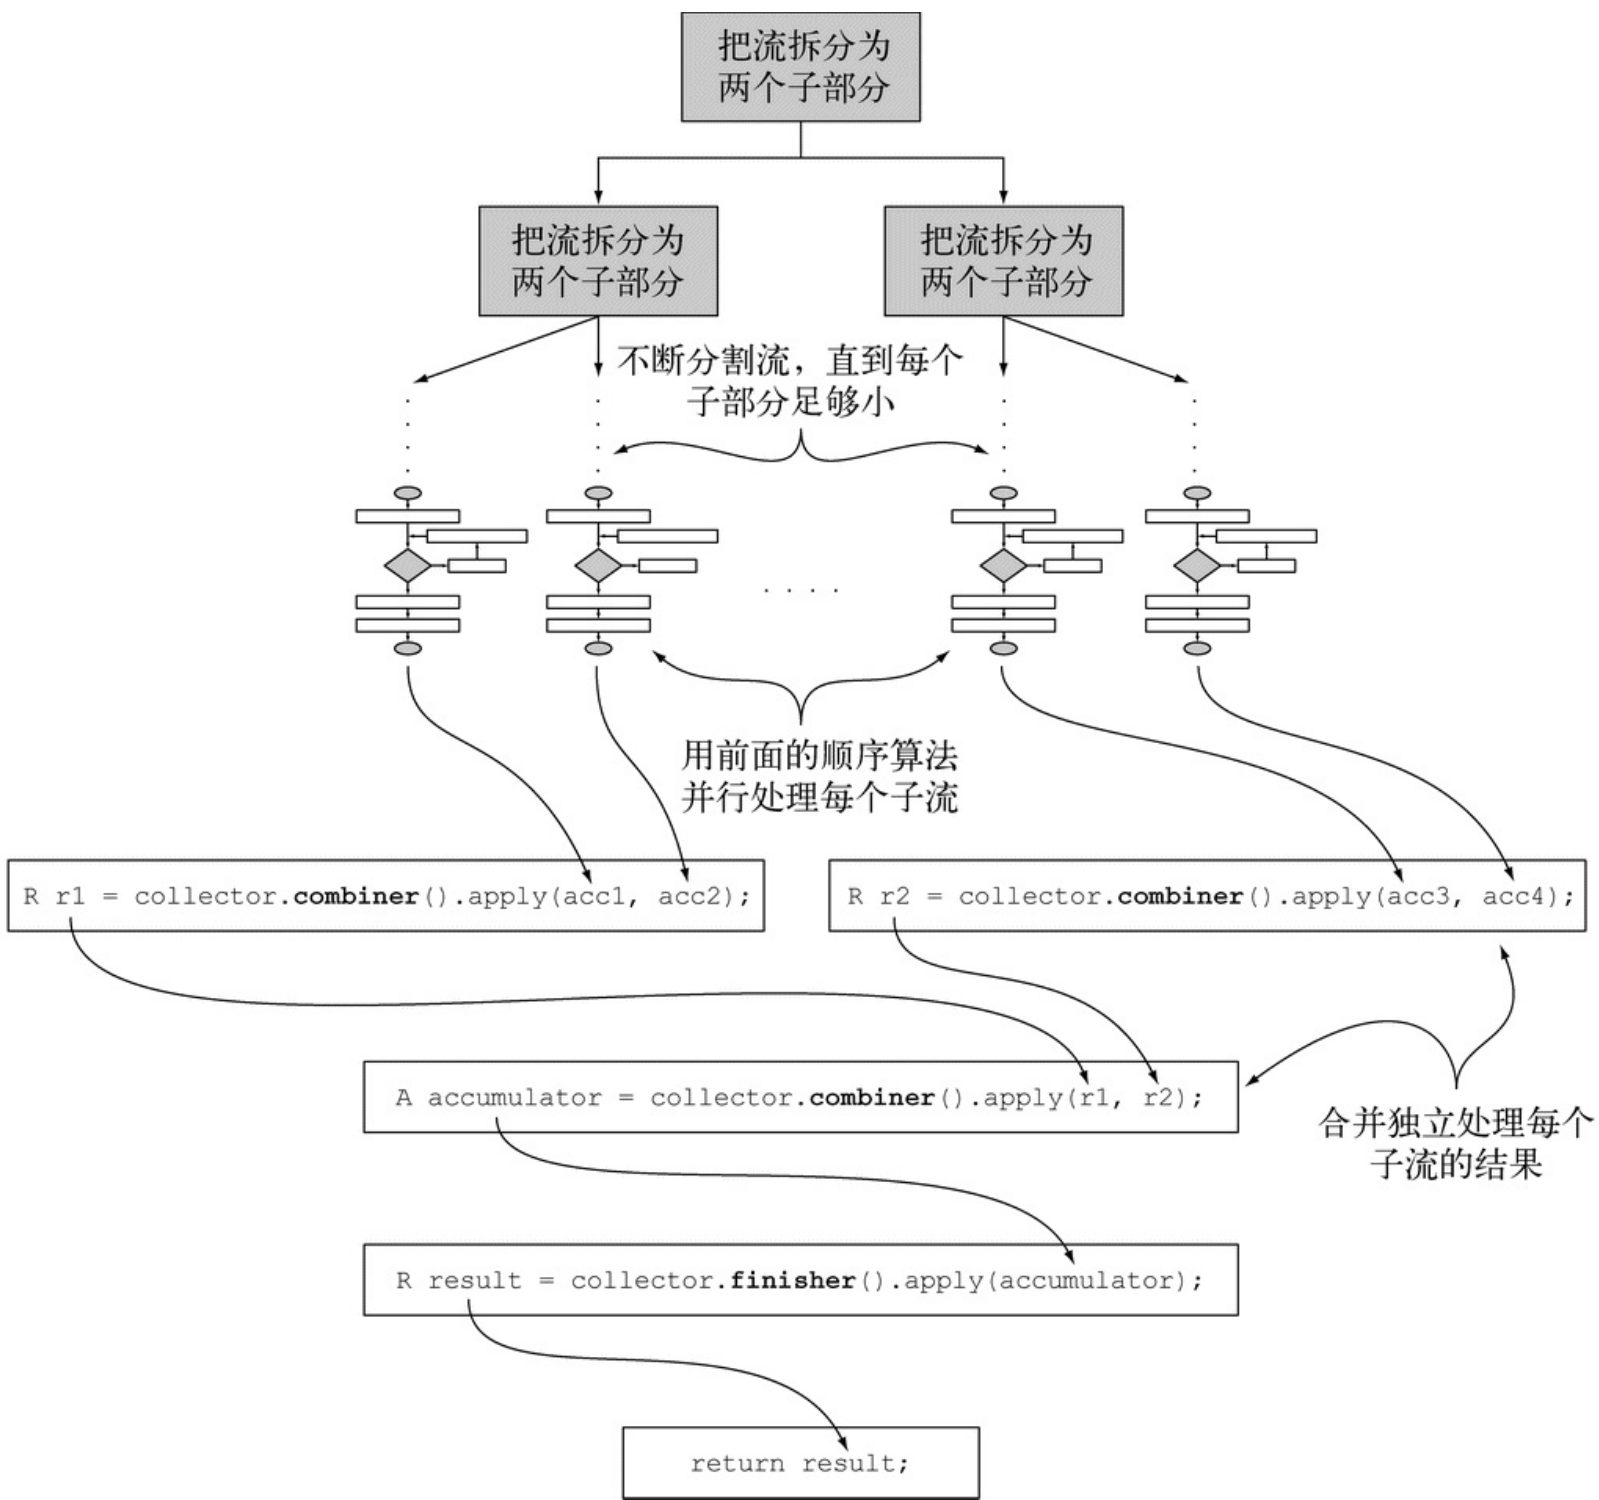 把流拆分为
两个子部分
把流拆分为
两个子部分
把流拆分为
两个子部分
不断分割流，直到每个
子部分足够小
用前面的顺序算法
并行处理每个子流
R r1 = collector.combiner().apply(acc1, acc2);
R r2 = collector.combiner().apply(acc3, acc4);
A accumulator = collector.combiner().apply(r1, r2);
合并独立处理每个
子流的结果
R result = collector.finisher().apply(accumulator);
return result;